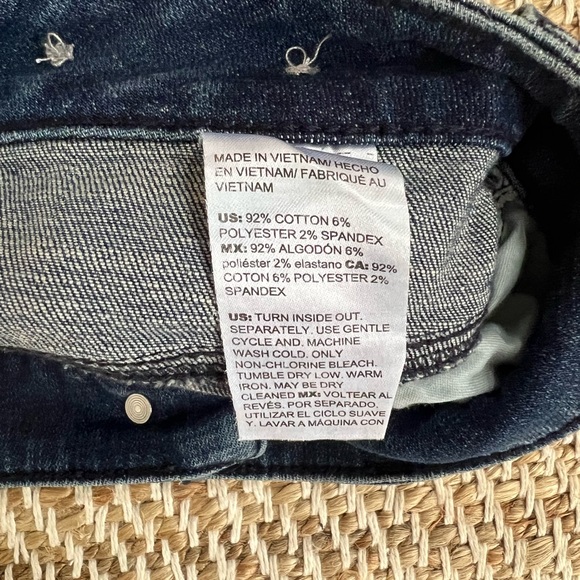 MADE IN VIETNAM/ HECHO
EN VIETNAM/ FABRIQUÉ AU
VIETNAM
US: 92% COTTON 6%
POLYESTER 2% SPANDEX
MX: 92% ALGODÓN 6%
poliéster 2% elastano CA: 92%
COTON 6% POLYESTER 2%
SPANDEX
US: TURN INSIDE OUT.
SEPARATELY. USE GENTLE
CYCLE AND. MACHINE
WASH COLD. ONLY
NON-CHLORINE BLEACH.
TUMBLE DRY LOW. WARM
IRON. MAY BE DRY
CLEANED MX: VOLTEAR AL
REVÉS. POR SEPARADO.
UTILIZAR EL CICLO SUAVE
Y. LAVAR A MÁQUINA CON